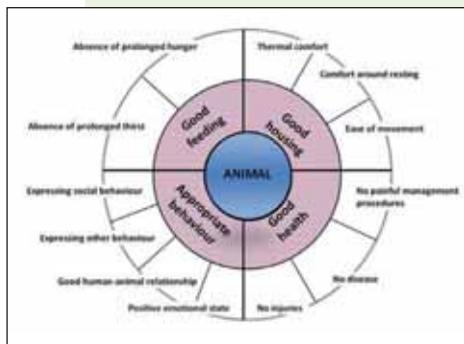 Absence of prolonged hunger
Thermal comfort
Comfort around resting
Good
feeding
Good
housing
Absence of prolonged thirst
Ease of movement
ANIMAL
Expressing social behaviour
No painful management
procedures
Appropriate
behaviour
Good
health
Expressing other behaviour
Good human-animal relationship
No disease
Positive emotional state
No injuries